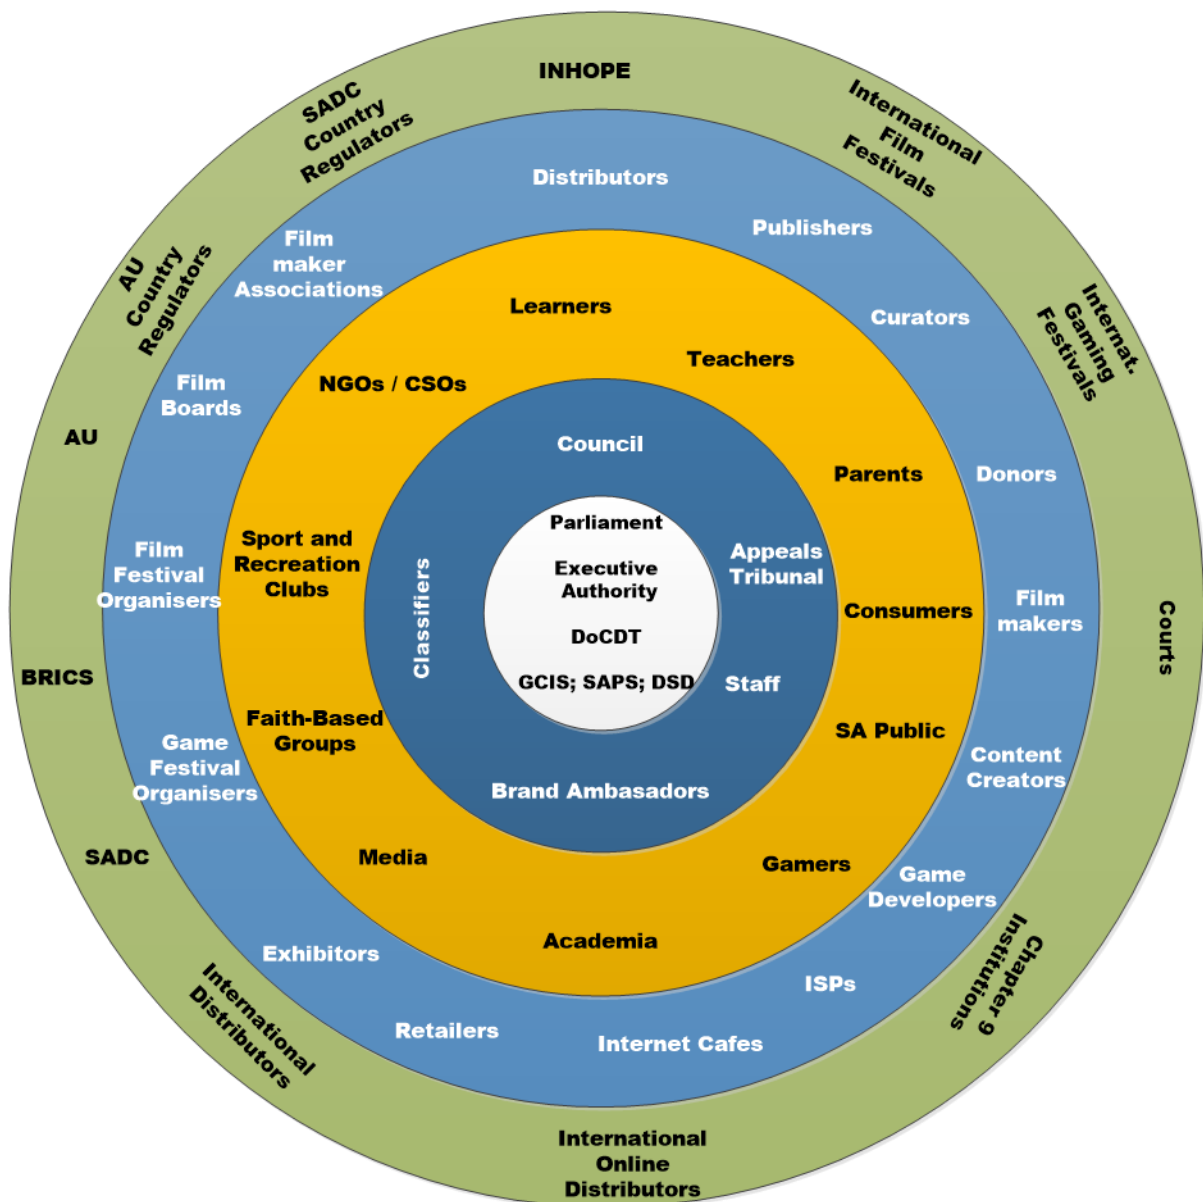 INHOPE
SADC
Country
Regulators
International
Film
Festivals
Distributors
Publishers
Film
maker
Associations
AU
Country
Regulators
Internat.
Gaming
Festivals
Learners
Curators
Teachers
NGOs / CSOs
Film
Boards
AU
Council
Parents
Donors
Parliament
Executive
Authority
DoCDT
GCIS; SAPS; DSD
Appeals
Tribunal
Sport and
Recreation
Clubs
Film
Festival
Organisers
Classifiers
Consumers
Film
makers
Courts
BRICS
Staff
Faith-Based
Groups
SA Public
Game
Festival
Organisers
Content
Creators
Brand Ambasadors
SADC
Media
Gamers
Game
Developers
Academia
Exhibitors
ISPs
Chapter 9
Institutions
International
Distributors
Retailers
Internet Cafes
International
Online
Distributors